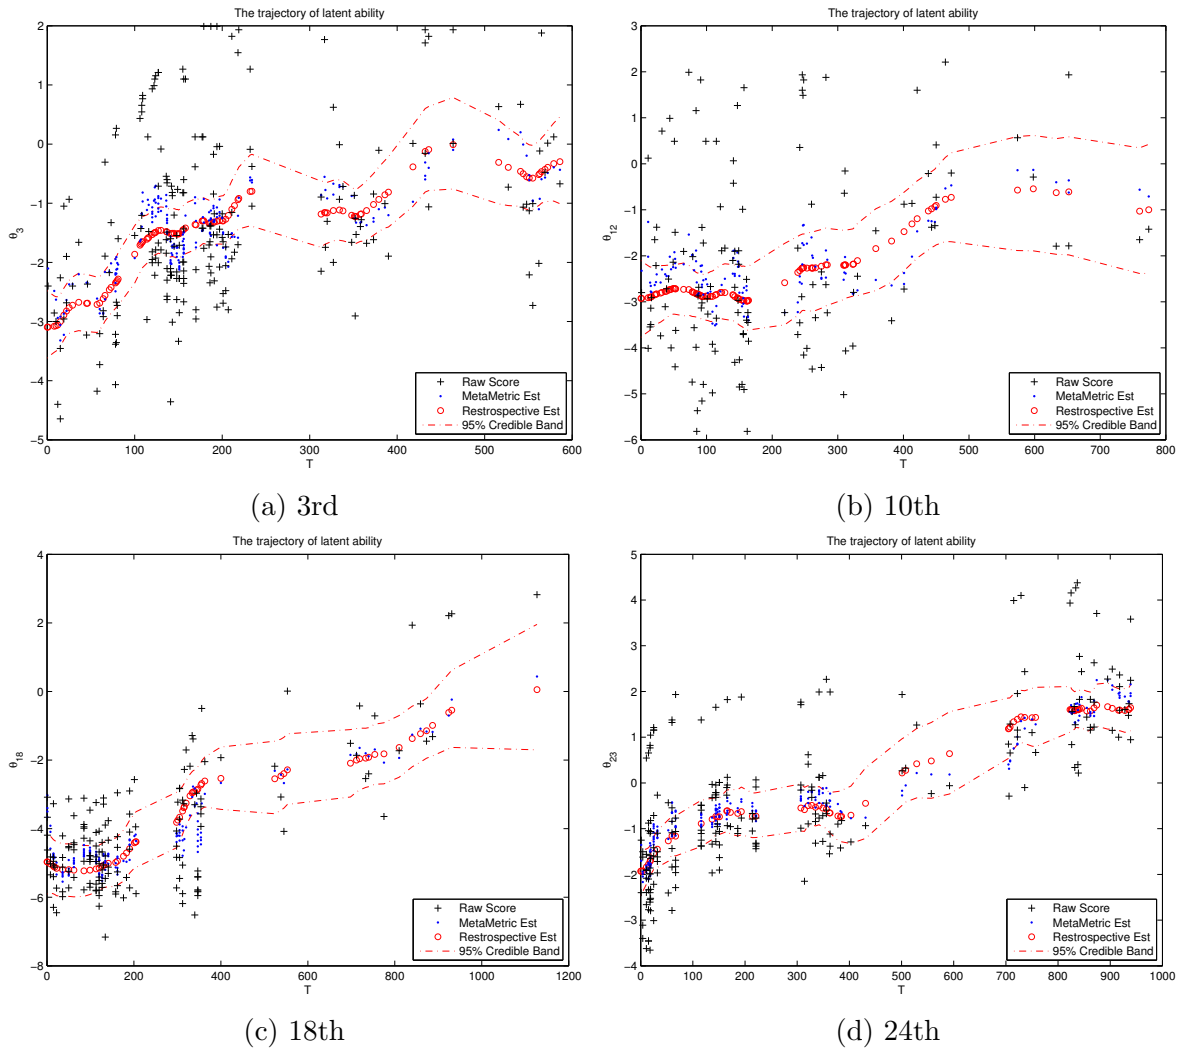 The trajectory of latent ability
2
1
0
−1
−2
−3
−4
−5
θ3
0 100 200 300 400 500 600
T
Raw Score
MetaMetric Est
Restrospective Est
95% Credible Band
(a) 3rd
The trajectory of latent ability
3
2
1
0
−1
−2
−3
−4
−5
−6
θ12
0 100 200 300 400 500 600 700 800
T
Raw Score
MetaMetric Est
Restrospective Est
95% Credible Band
(b) 10th
The trajectory of latent ability
4
2
0
−2
−4
−6
−8
θ18
0 200 400 600 800 1000 1200
T
Raw Score
MetaMetric Est
Restrospective Est
95% Credible Band
(c) 18th
The trajectory of latent ability
5
4
3
2
1
0
−1
−2
−3
−4
θ23
0 100 200 300 400 500 600 700 800 900 1000
T
Raw Score
MetaMetric Est
Restrospective Est
95% Credible Band
(d) 24th